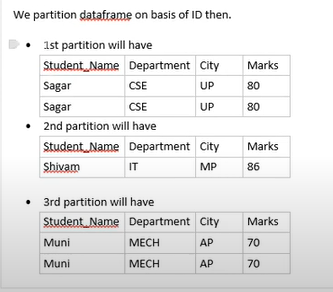 We partition dataframe on basis of ID then.
1st partition will have
Student_Name Department City Marks
Sagar CSE UP 80
Sagar CSE UP 80
2nd partition will have
Student_Name Department City Marks
Shivam IT MP 86
3rd partition will have
Student_Name Department City Marks
Muni MECH AP 70
Muni MECH AP 70